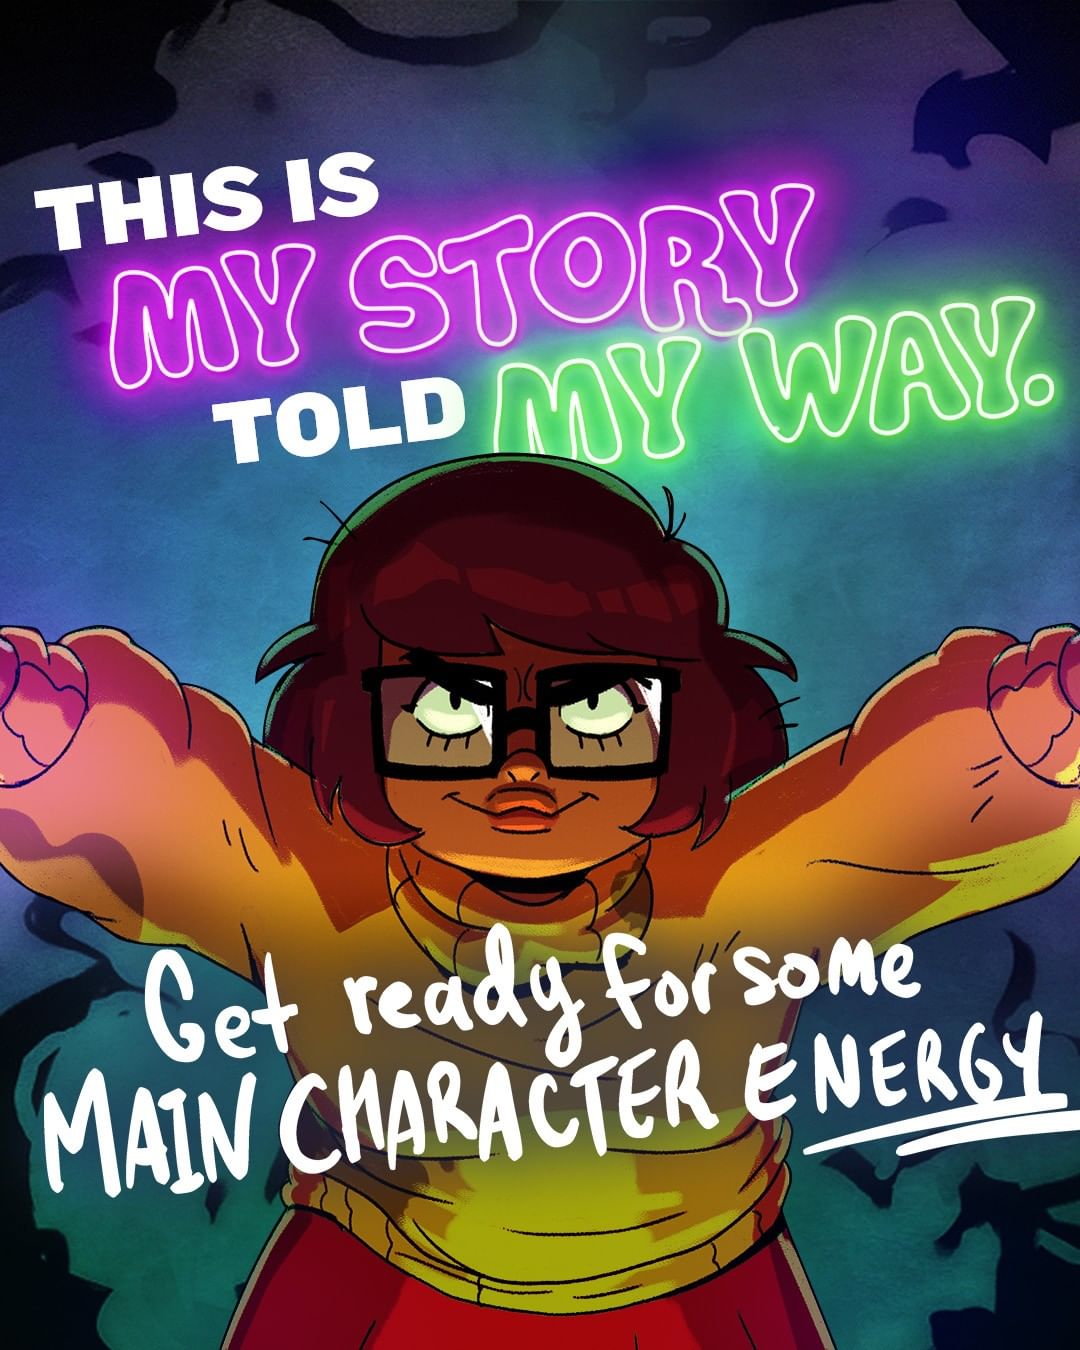 THIS IS
MY STORY
TOLD MY WAY.
Get ready for some
MAIN CHARACTER ENERGY